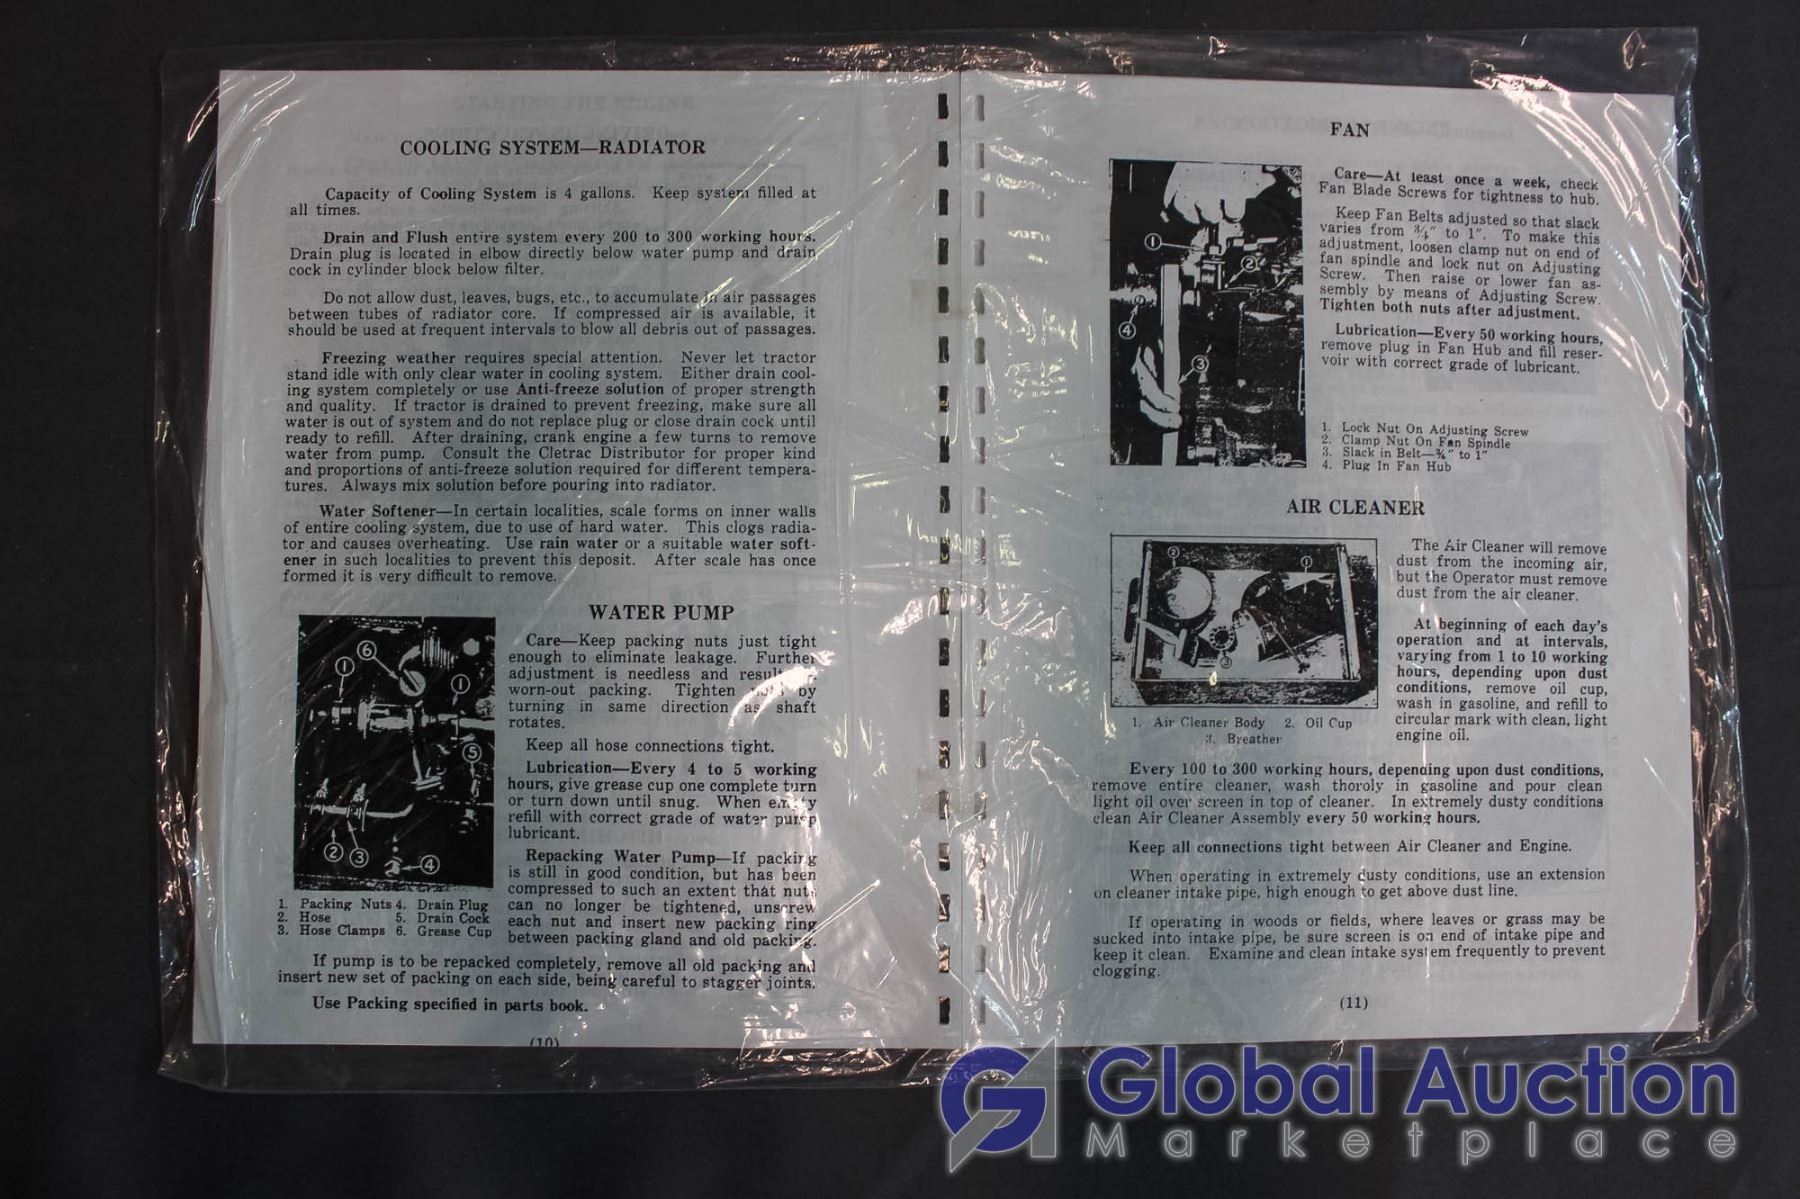 COOLING SYSTEM—RADIATOR
Capacity of Cooling System is 4 gallons. Keep system filled at
all times.
Drain and Flush entire system every 200 to 300 working hours.
Drain plug is located in elbow directly below water pump and drain
cock in cylinder block below filter.
Do not allow dust, leaves, bugs, etc., to accumulate in air passages
between tubes of radiator core. If compressed air is available, it
should be used at frequent intervals to blow all debris out of passages.
Freezing weather requires special attention. Never let tractor
stand idle with only clear water in cooling system. Either drain cool-
ing system completely or use Anti-freeze solution of proper strength
and quality. If tractor is drained to prevent freezing, make sure all
water is out of system and do not replace plug or close drain cock until
ready to refill. After draining, crank engine a few turns to remove
water from pump. Consult the Cletrac Distributor for proper kind
and proportions of anti-freeze solution required for different tempera-
tures. Always mix solution before pouring into radiator.
Water Softener—In certain localities, scale forms on inner walls
of entire cooling system, due to use of hard water. This clogs radia-
tor and causes overheating. Use rain water or a suitable water soft-
ener in such localities to prevent this deposit. After scale has once
formed it is very difficult to remove.
WATER PUMP
Care—Keep packing nuts just tight
enough to eliminate leakage. Further
adjustment is needless and
worn-out packing. Tighten by
turning in same direction as shaft
rotates.
Keep all hose connections tight.
Lubrication—Every 4 to 5 working
hours, give grease cup one complete turn
or turn down until snug. When empty
refill with correct grade of water pump
lubricant.
Repacking Water Pump—If packing
is still in good condition, but has been
compressed to such an extent that nuts
can no longer be tightened, unscrew
each nut and insert new packing ring
between packing gland and old packing.
1 6 1 5 2 3 4
1. Packing Nuts 4. Drain Plug
2. Hose 5. Drain Cock
3. Hose Clamps 6. Grease Cup
If pump is to be repacked completely, remove all old packing and
insert new set of packing on each side, being careful to stagger joints.
Use Packing specified in parts book.
(10)
FAN
Care—At least once a week, check
Fan Blade Screws for tightness to hub.
Keep Fan Belts adjusted so that slack
varies from ¾" to 1". To make this
adjustment, loosen clamp nut on end of
fan spindle and lock nut on Adjusting
Screw. Then raise or lower fan as-
sembly by means of Adjusting Screw.
Tighten both nuts after adjustment.
Lubrication—Every 50 working hours,
remove plug in Fan Hub and fill reser-
voir with correct grade of lubricant.
1 2 4 3
1. Lock Nut On Adjusting Screw
2. Clamp Nut On Fan Spindle
3. Slack in Belt—¾" to 1"
4. Plug In Fan Hub
AIR CLEANER
The Air Cleaner will remove
dust from the incoming air,
but the Operator must remove
dust from the air cleaner.
At beginning of each day's
operation and at intervals,
varying from 1 to 10 working
hours, depending upon dust
conditions, remove oil cup,
wash in gasoline, and refill to
circular mark with clean, light
engine oil.
2 1 3
1. Air Cleaner Body 2. Oil Cup
3. Breather
Every 100 to 300 working hours, depending upon dust conditions,
remove entire cleaner, wash thoroly in gasoline and pour clean
light oil over screen in top of cleaner. In extremely dusty conditions
clean Air Cleaner Assembly every 50 working hours.
Keep all connections tight between Air Cleaner and Engine.
When operating in extremely dusty conditions, use an extension
on cleaner intake pipe, high enough to get above dust line.
If operating in woods or fields, where leaves or grass may be
sucked into intake pipe, be sure screen is on end of intake pipe and
keep it clean. Examine and clean intake system frequently to prevent
clogging.
(11)
Global Auction
Marketplace